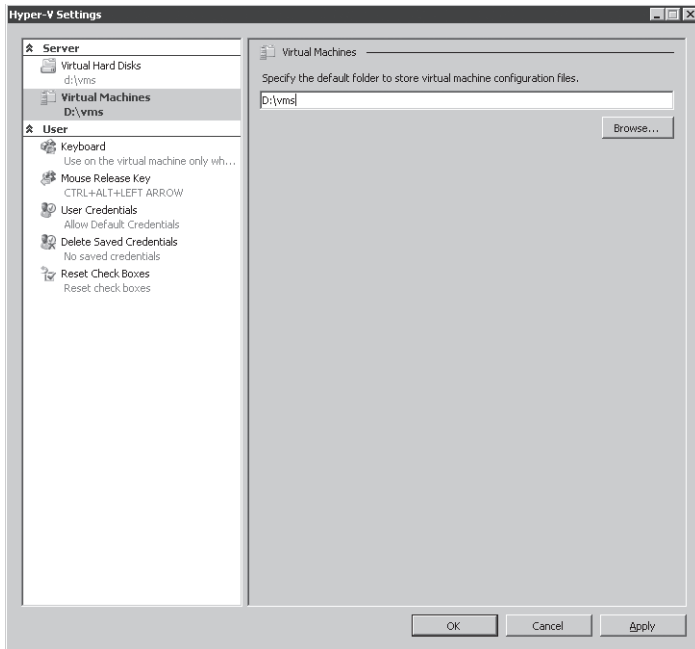 Hyper-V Settings
Server
Virtual Hard Disks
d:\vms
Virtual Machines
D:\vms
User
Keyboard
Use on the virtual machine only wh...
Mouse Release Key
CTRL+ALT+LEFT ARROW
User Credentials
Allow Default Credentials
Delete Saved Credentials
No saved credentials
Reset Check Boxes
Reset check boxes
Virtual Machines
Specify the default folder to store virtual machine configuration files.
D:\vms
Browse...
OK
Cancel
Apply